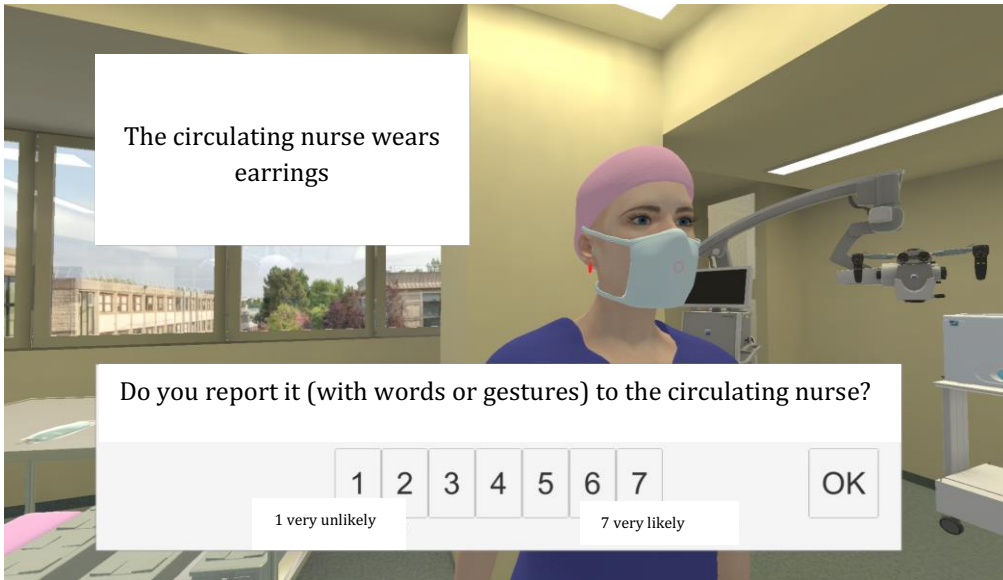 The circulating nurse wears
earrings
Do you report it (with words or gestures) to the circulating nurse?
1 2 3 4 5 6 7 OK
1 very unlikely 7 very likely